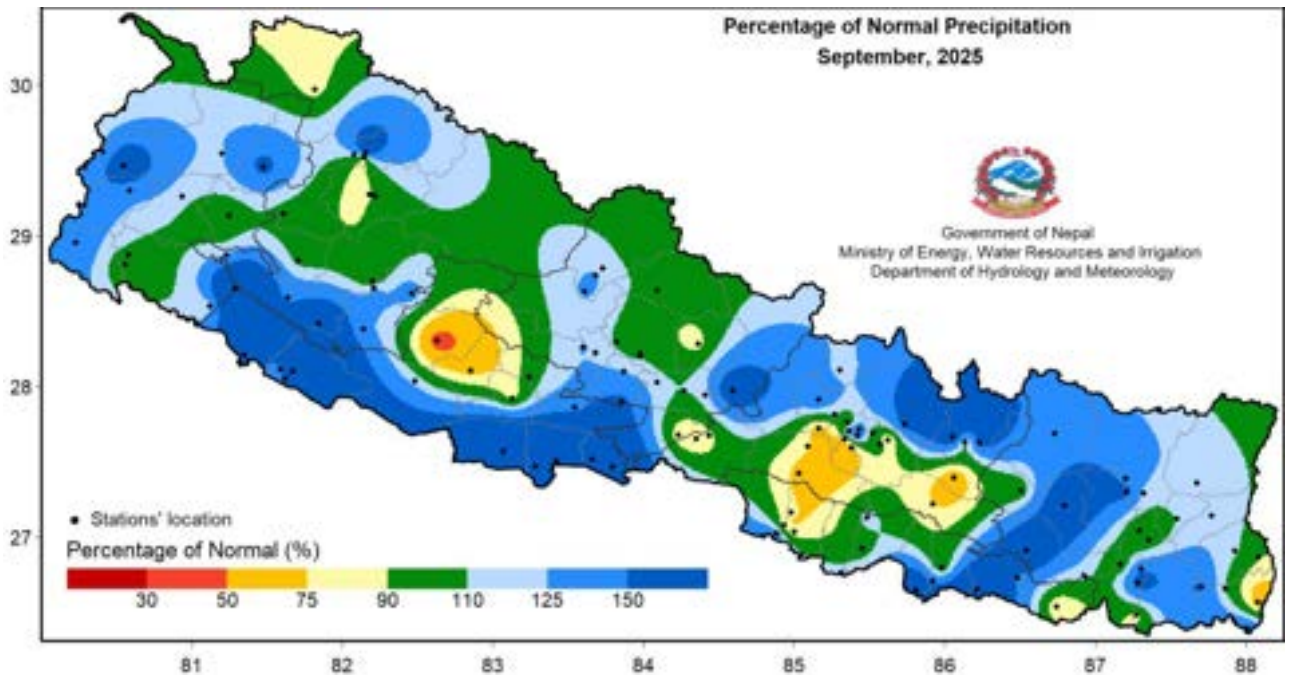 Percentage of Normal Precipitation
September, 2025
Government of Nepal
Ministry of Energy, Water Resources and Irrigation
Department of Hydrology and Meteorology
30
29
28
27
Stations' location
Percentage of Normal (%)
30 50 75 90 110 125 150
81 82 83 84 85 86 87 88